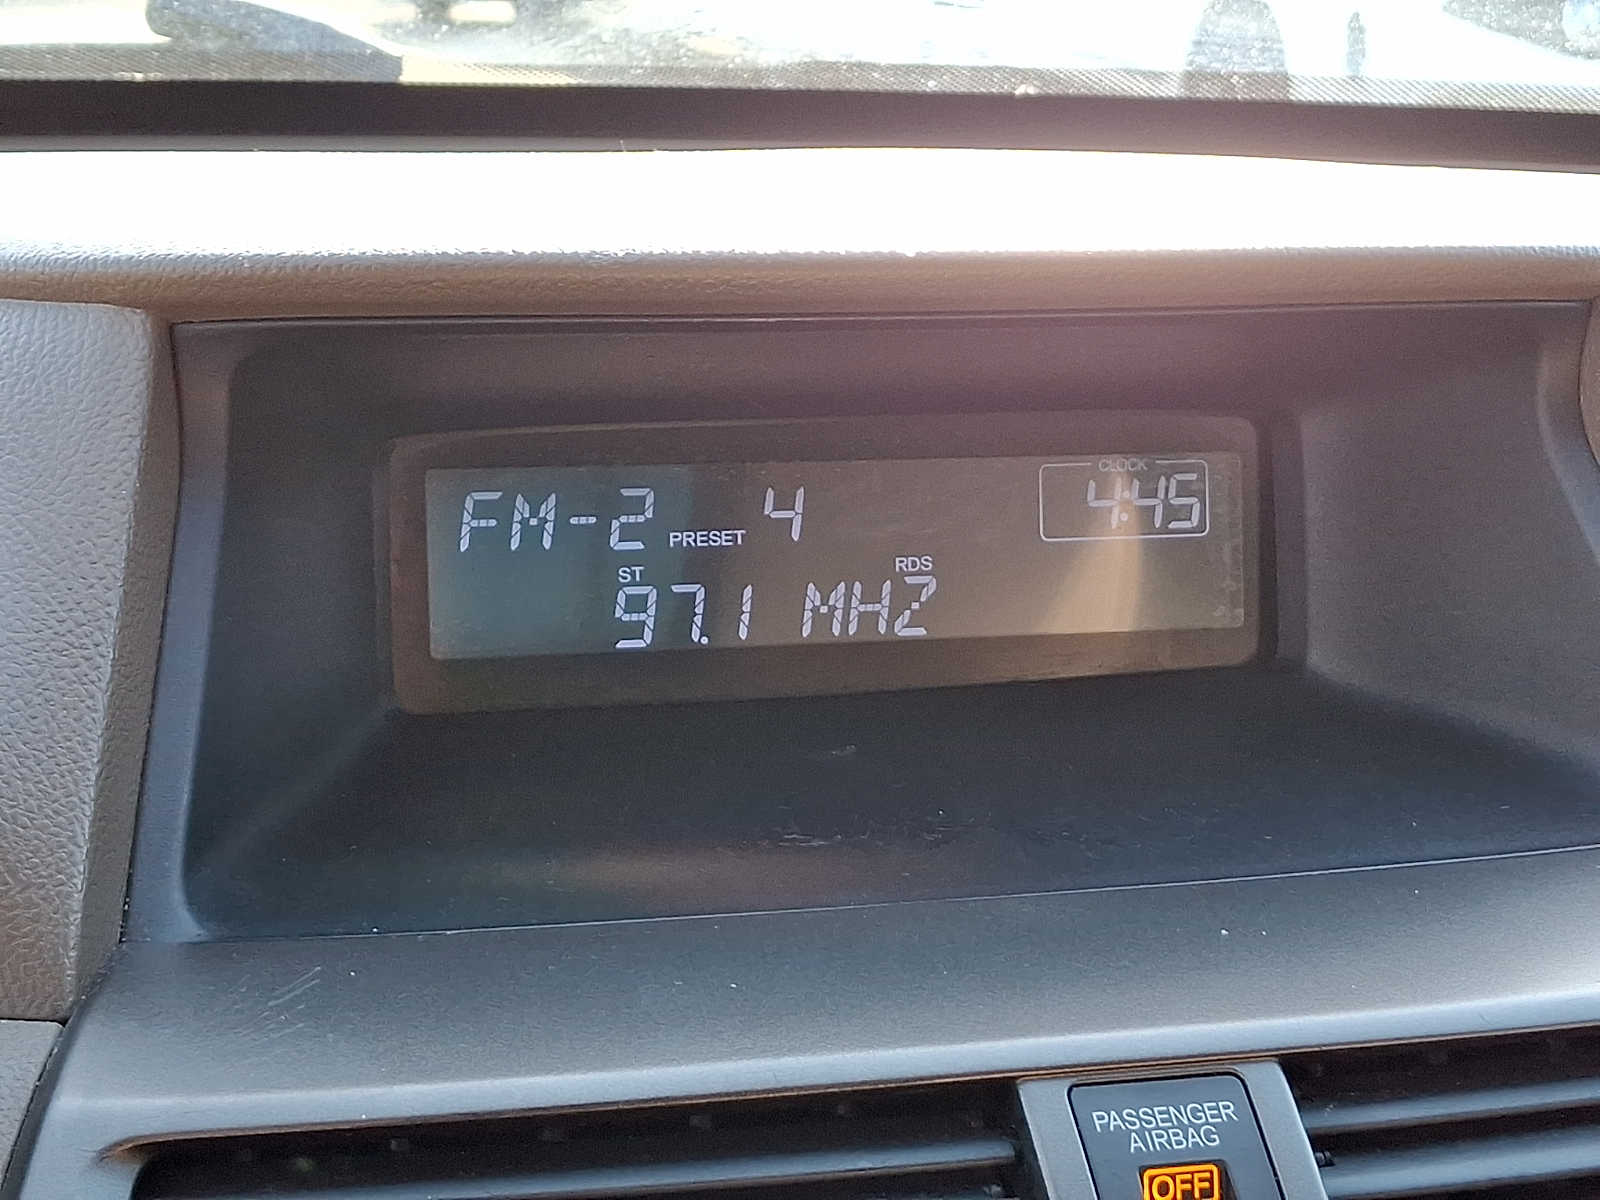 FM-2 PRESET 4
CLOCK
4:45
ST RDS
97.1 MHZ
PASSENGER
AIRBAG
OFF